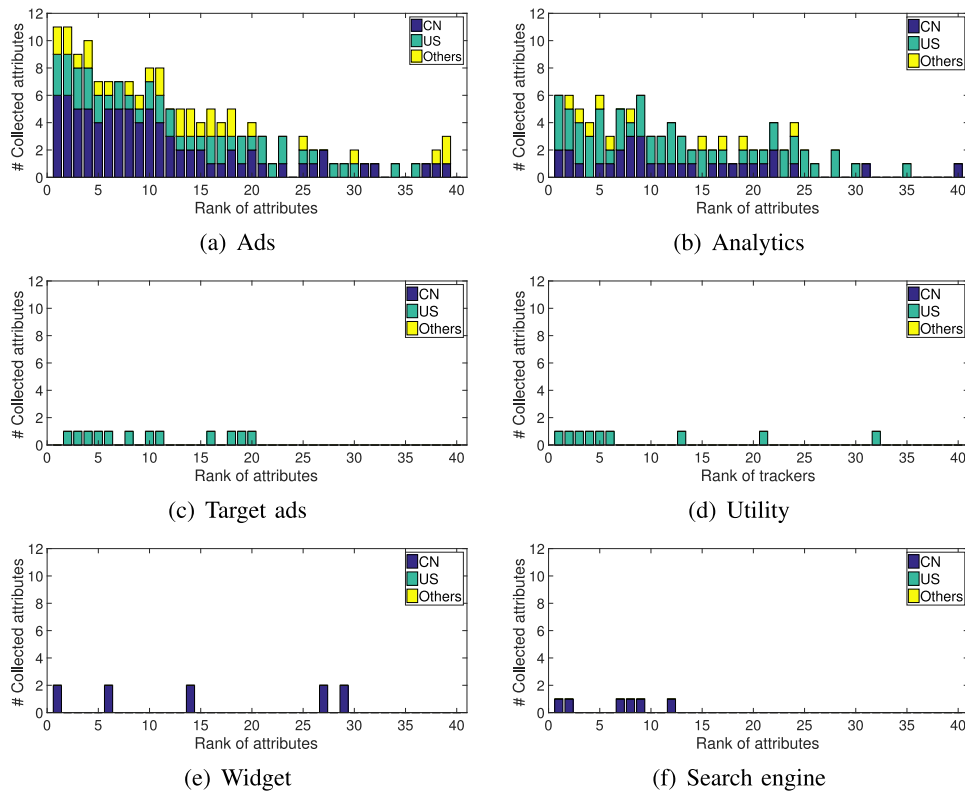 12
10
8
6
4
2
0
# Collected attributes
CN
US
Others
0 5 10 15 20 25 30 35 40
Rank of attributes
(a) Ads
12
10
8
6
4
2
0
# Collected attributes
CN
US
Others
0 5 10 15 20 25 30 35 40
Rank of attributes
(b) Analytics
12
10
8
6
4
2
0
# Collected attributes
CN
US
Others
0 5 10 15 20 25 30 35 40
Rank of attributes
(c) Target ads
12
10
8
6
4
2
0
# Collected attributes
CN
US
Others
0 5 10 15 20 25 30 35 40
Rank of trackers
(d) Utility
12
10
8
6
4
2
0
# Collected attributes
CN
US
Others
0 5 10 15 20 25 30 35 40
Rank of attributes
(e) Widget
12
10
8
6
4
2
0
# Collected attributes
CN
US
Others
0 5 10 15 20 25 30 35 40
Rank of attributes
(f) Search engine